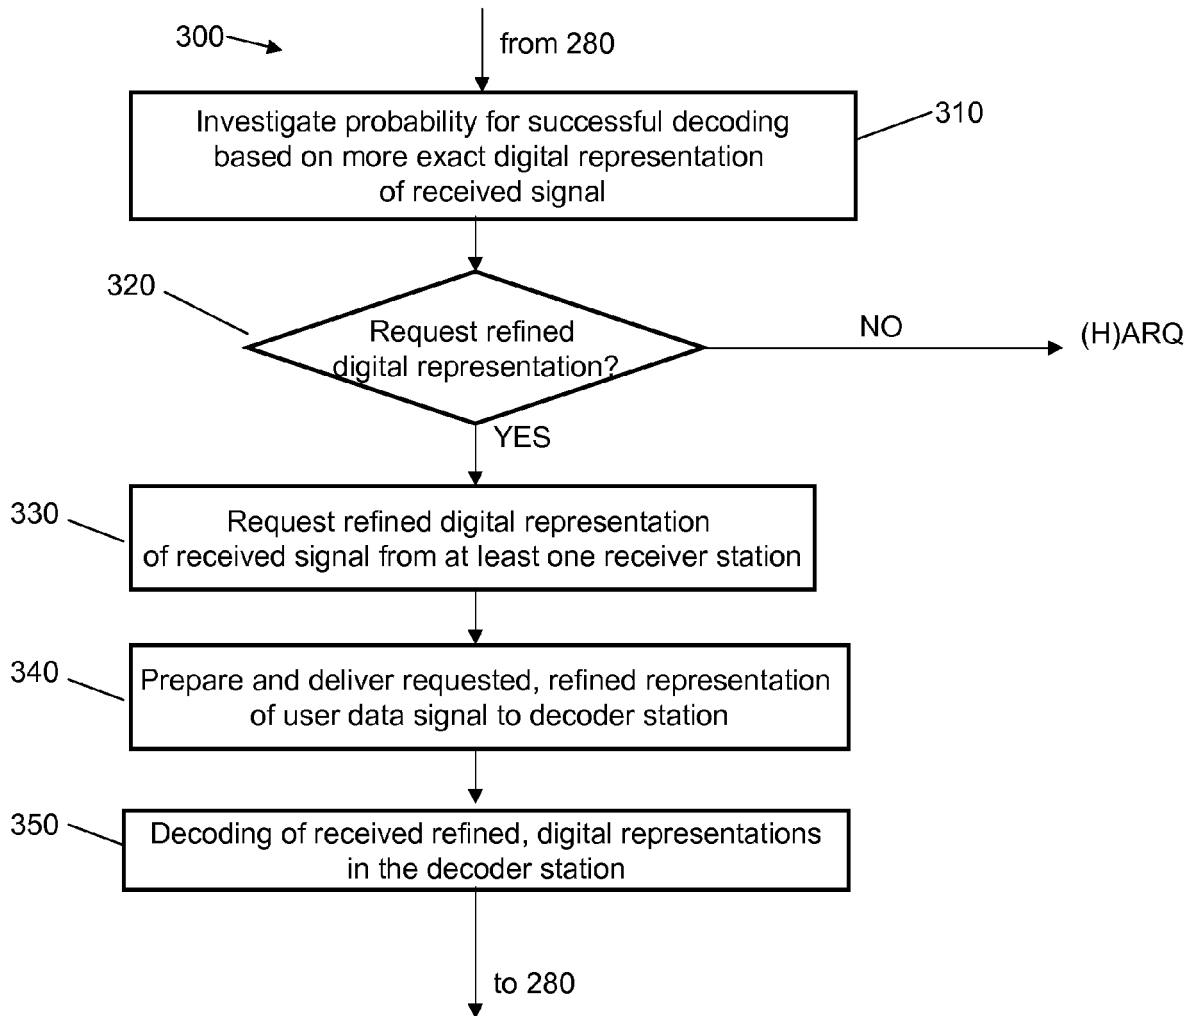 300
from 280
310
Investigate probability for successful decoding
based on more exact digital representation
of received signal
320
Request refined
digital representation?
NO
(H)ARQ
YES
330
Request refined digital representation
of received signal from at least one receiver station
340
Prepare and deliver requested, refined representation
of user data signal to decoder station
350
Decoding of received refined, digital representations
in the decoder station
to 280